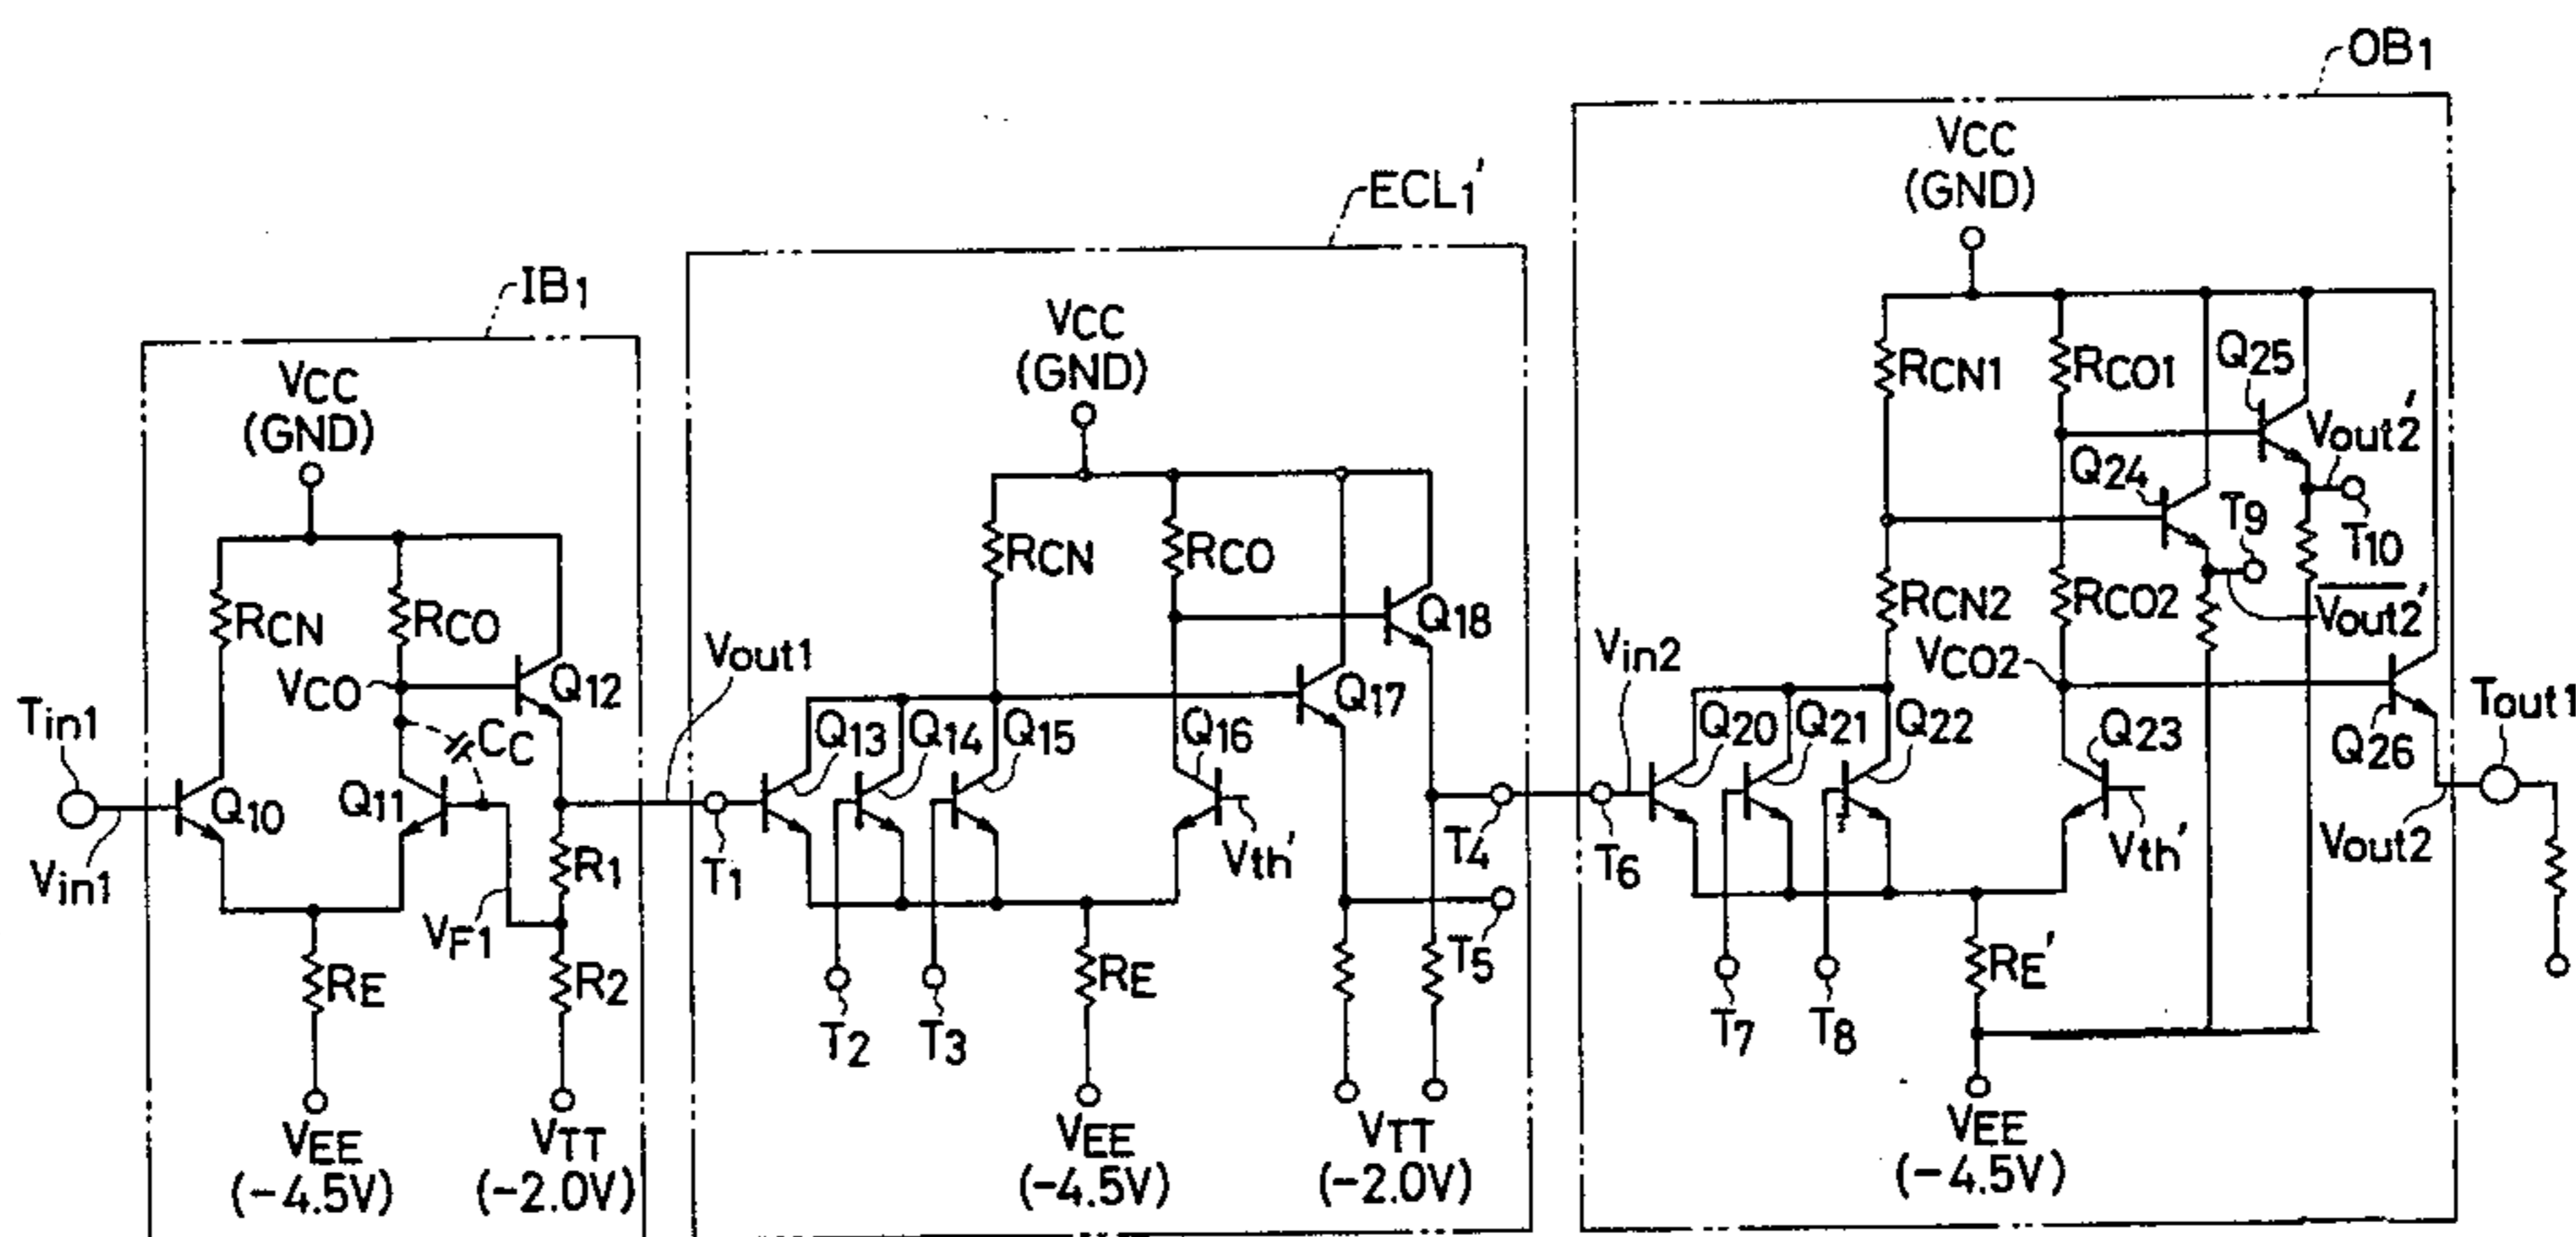 OB1
VCC
(GND)
ECL1'
IB1
VCC
(GND)
VCC
(GND)
RCN1
RCO1
Q25
Vout2'
Q24
T9
T10
RCN
RCO
Q18
RCN2
RCO2
Vout2'
VCO2
RCN
RCO
Vout1
Vin2
VCO
Q12
Q17
Tout1
Tin1
Q13
Q14
Q15
Q16
Q20
Q21
Q22
Q23
Q26
CC
Q10
Q11
Vin1
T1
Vth'
T4
T6
Vth'
Vout2
R1
VF1
T5
RE
R2
RE
RE'
T2
T3
T7
T8
VEE
(-4.5V)
VTT
(-2.0V)
VEE
(-4.5V)
VTT
(-2.0V)
VEE
(-4.5V)